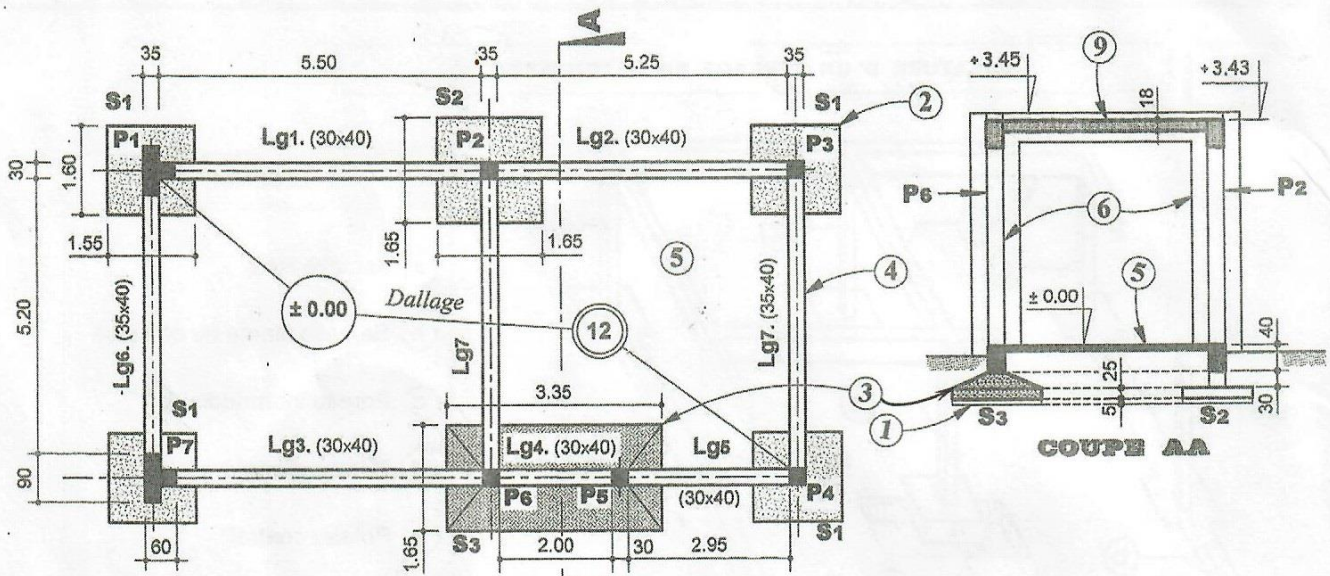 A
35
5.50
35
5.25
35
S1
S2
S1
2
P1
Lg1. (30x40)
P2
Lg2. (30x40)
P3
30
1.60
1.65
1.55
1.65
5
4
± 0.00
Dallage
12
5.20
Lg6. (35x40)
Lg7
Lg7. (35x40)
3.35
3
1
S1
P7
Lg3. (30x40)
Lg4. (30x40)
Lg5
P6
P5
(30x40)
P4
90
60
1.65
S3
2.00
30
2.95
S1
+ 3.45
9
+ 3.43
18
P6
6
P2
± 0.00
5
40
25
5
30
S3
S2
COUPE AA